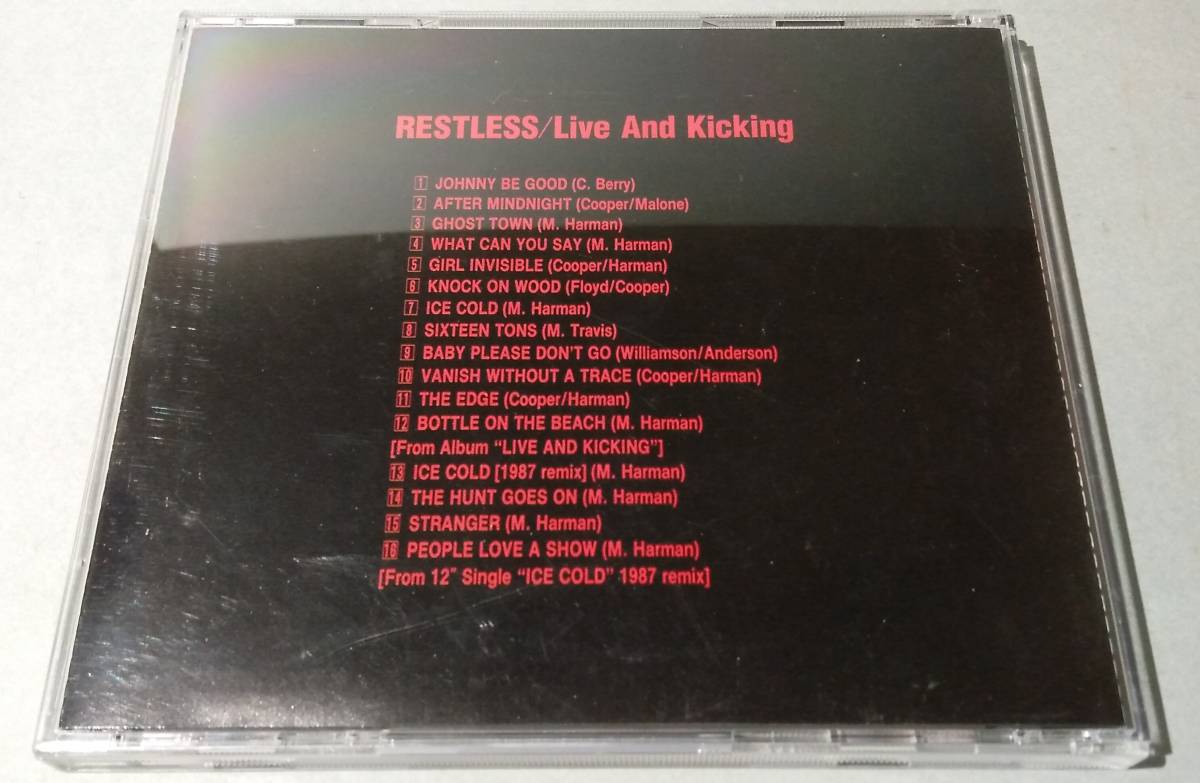 RESTLESS/Live And Kicking
1 JOHNNY BE GOOD (C. Berry)
2 AFTER MINDNIGHT (Cooper/Malone)
3 GHOST TOWN (M. Harman)
4 WHAT CAN YOU SAY (M. Harman)
5 GIRL INVISIBLE (Cooper/Harman)
6 KNOCK ON WOOD (Floyd/Cooper)
7 ICE COLD (M. Harman)
8 SIXTEEN TONS (M. Travis)
9 BABY PLEASE DON'T GO (Williamson/Anderson)
10 VANISH WITHOUT A TRACE (Cooper/Harman)
11 THE EDGE (Cooper/Harman)
12 BOTTLE ON THE BEACH (M. Harman)
[From Album “LIVE AND KICKING”]
13 ICE COLD [1987 remix] (M. Harman)
14 THE HUNT GOES ON (M. Harman)
15 STRANGER (M. Harman)
16 PEOPLE LOVE A SHOW (M. Harman)
[From 12" Single “ICE COLD” 1987 remix]